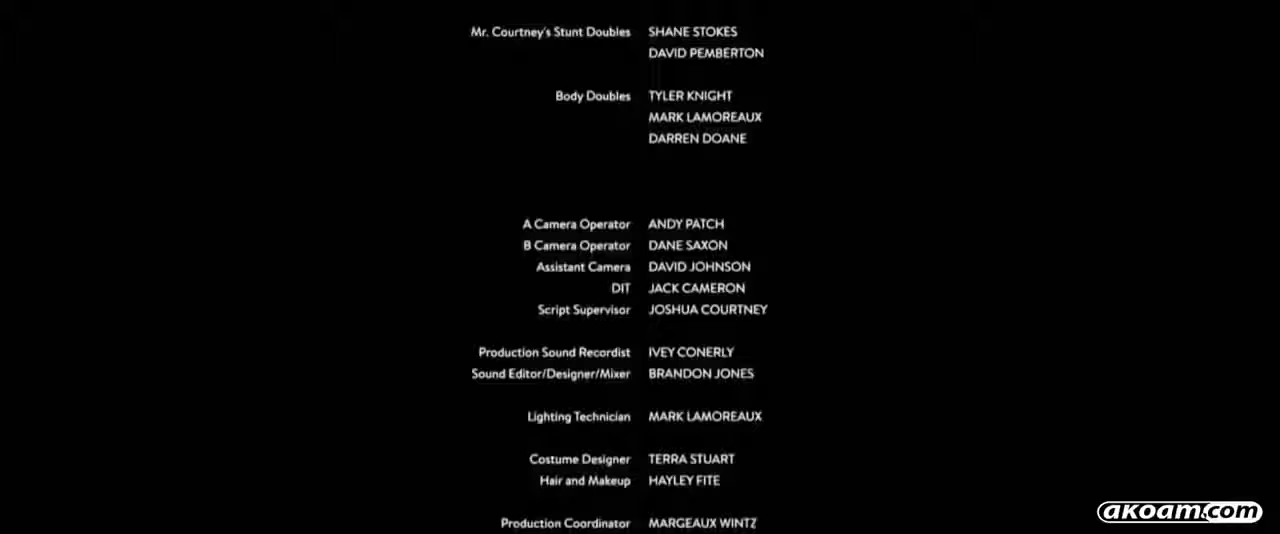 Mr. Courtney's Stunt Doubles SHANE STOKES
DAVID PEMBERTON
Body Doubles TYLER KNIGHT
MARK LAMOREAUX
DARREN DOANE
A Camera Operator ANDY PATCH
B Camera Operator DANE SAXON
Assistant Camera DAVID JOHNSON
DIT JACK CAMERON
Script Supervisor JOSHUA COURTNEY
Production Sound Recordist IVEY CONERLY
Sound Editor/Designer/Mixer BRANDON JONES
Lighting Technician MARK LAMOREAUX
Costume Designer TERRA STUART
Hair and Makeup HAYLEY FITE
Production Coordinator MARGEAUX WINTZ
akoam.com